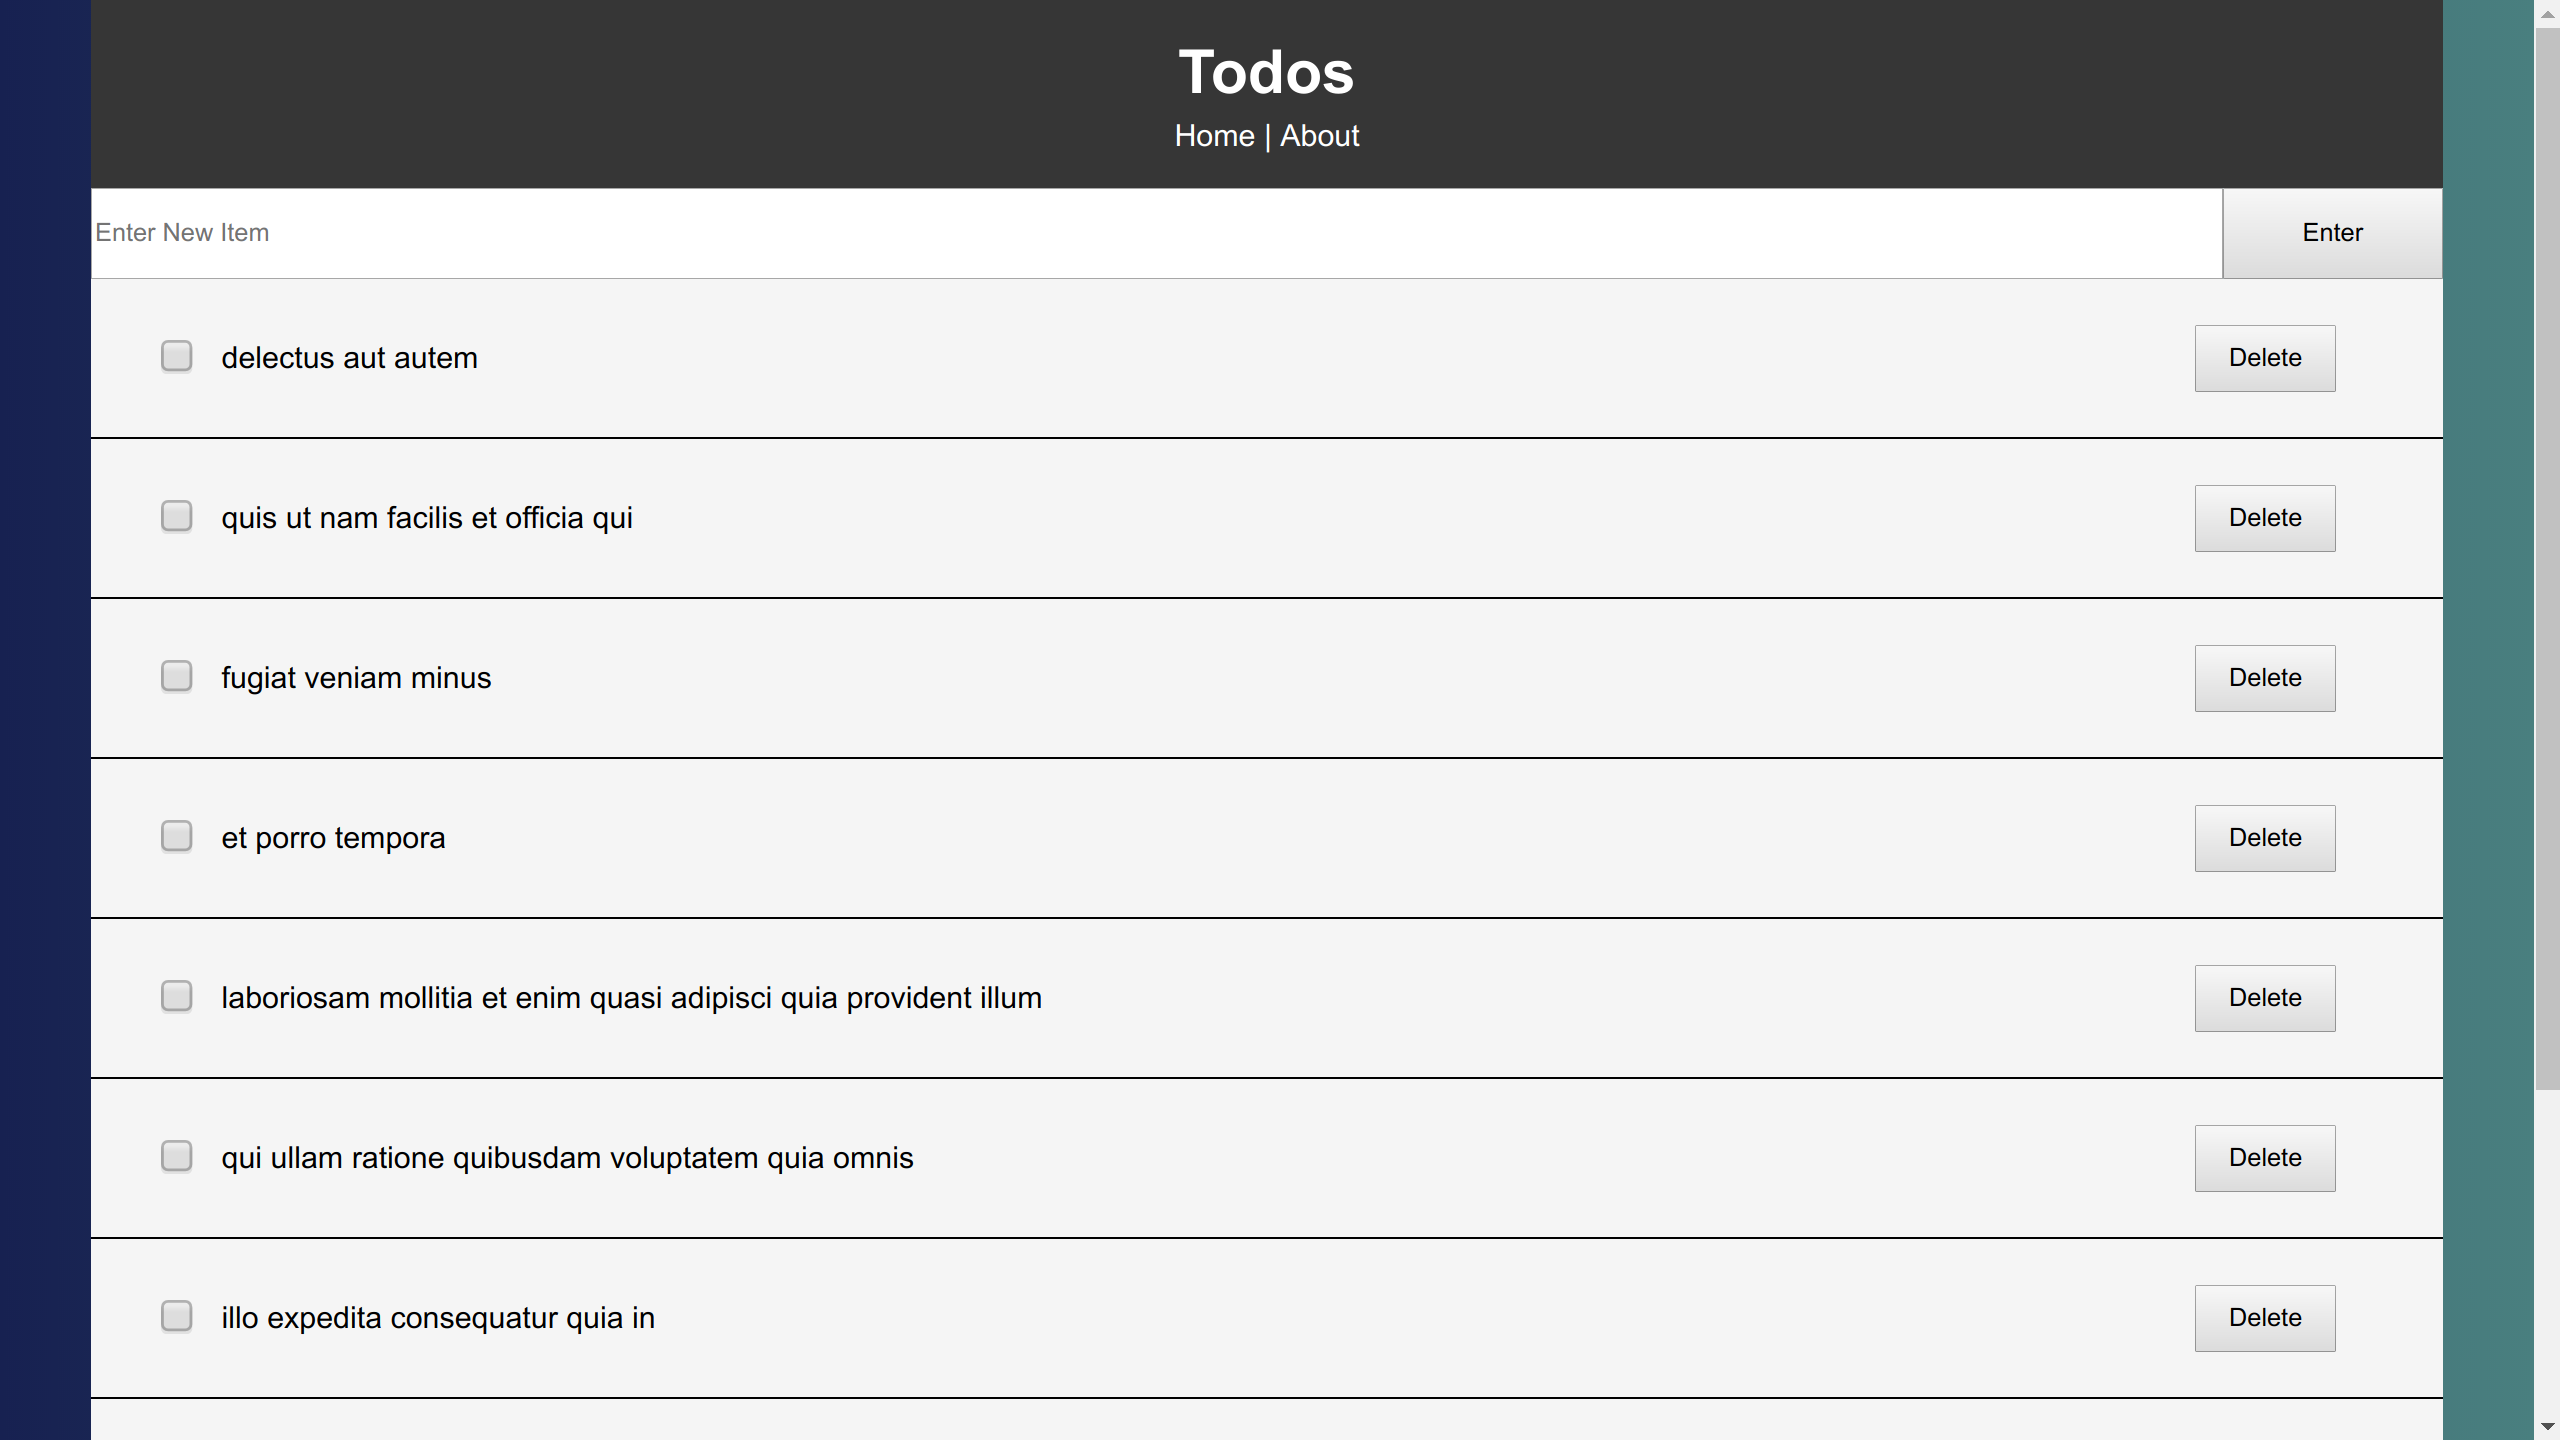 Todos
Home | About
Enter New Item Enter
delectus aut autem Delete
quis ut nam facilis et officia qui Delete
fugiat veniam minus Delete
et porro tempora Delete
laboriosam mollitia et enim quasi adipisci quia provident illum Delete
qui ullam ratione quibusdam voluptatem quia omnis Delete
illo expedita consequatur quia in Delete